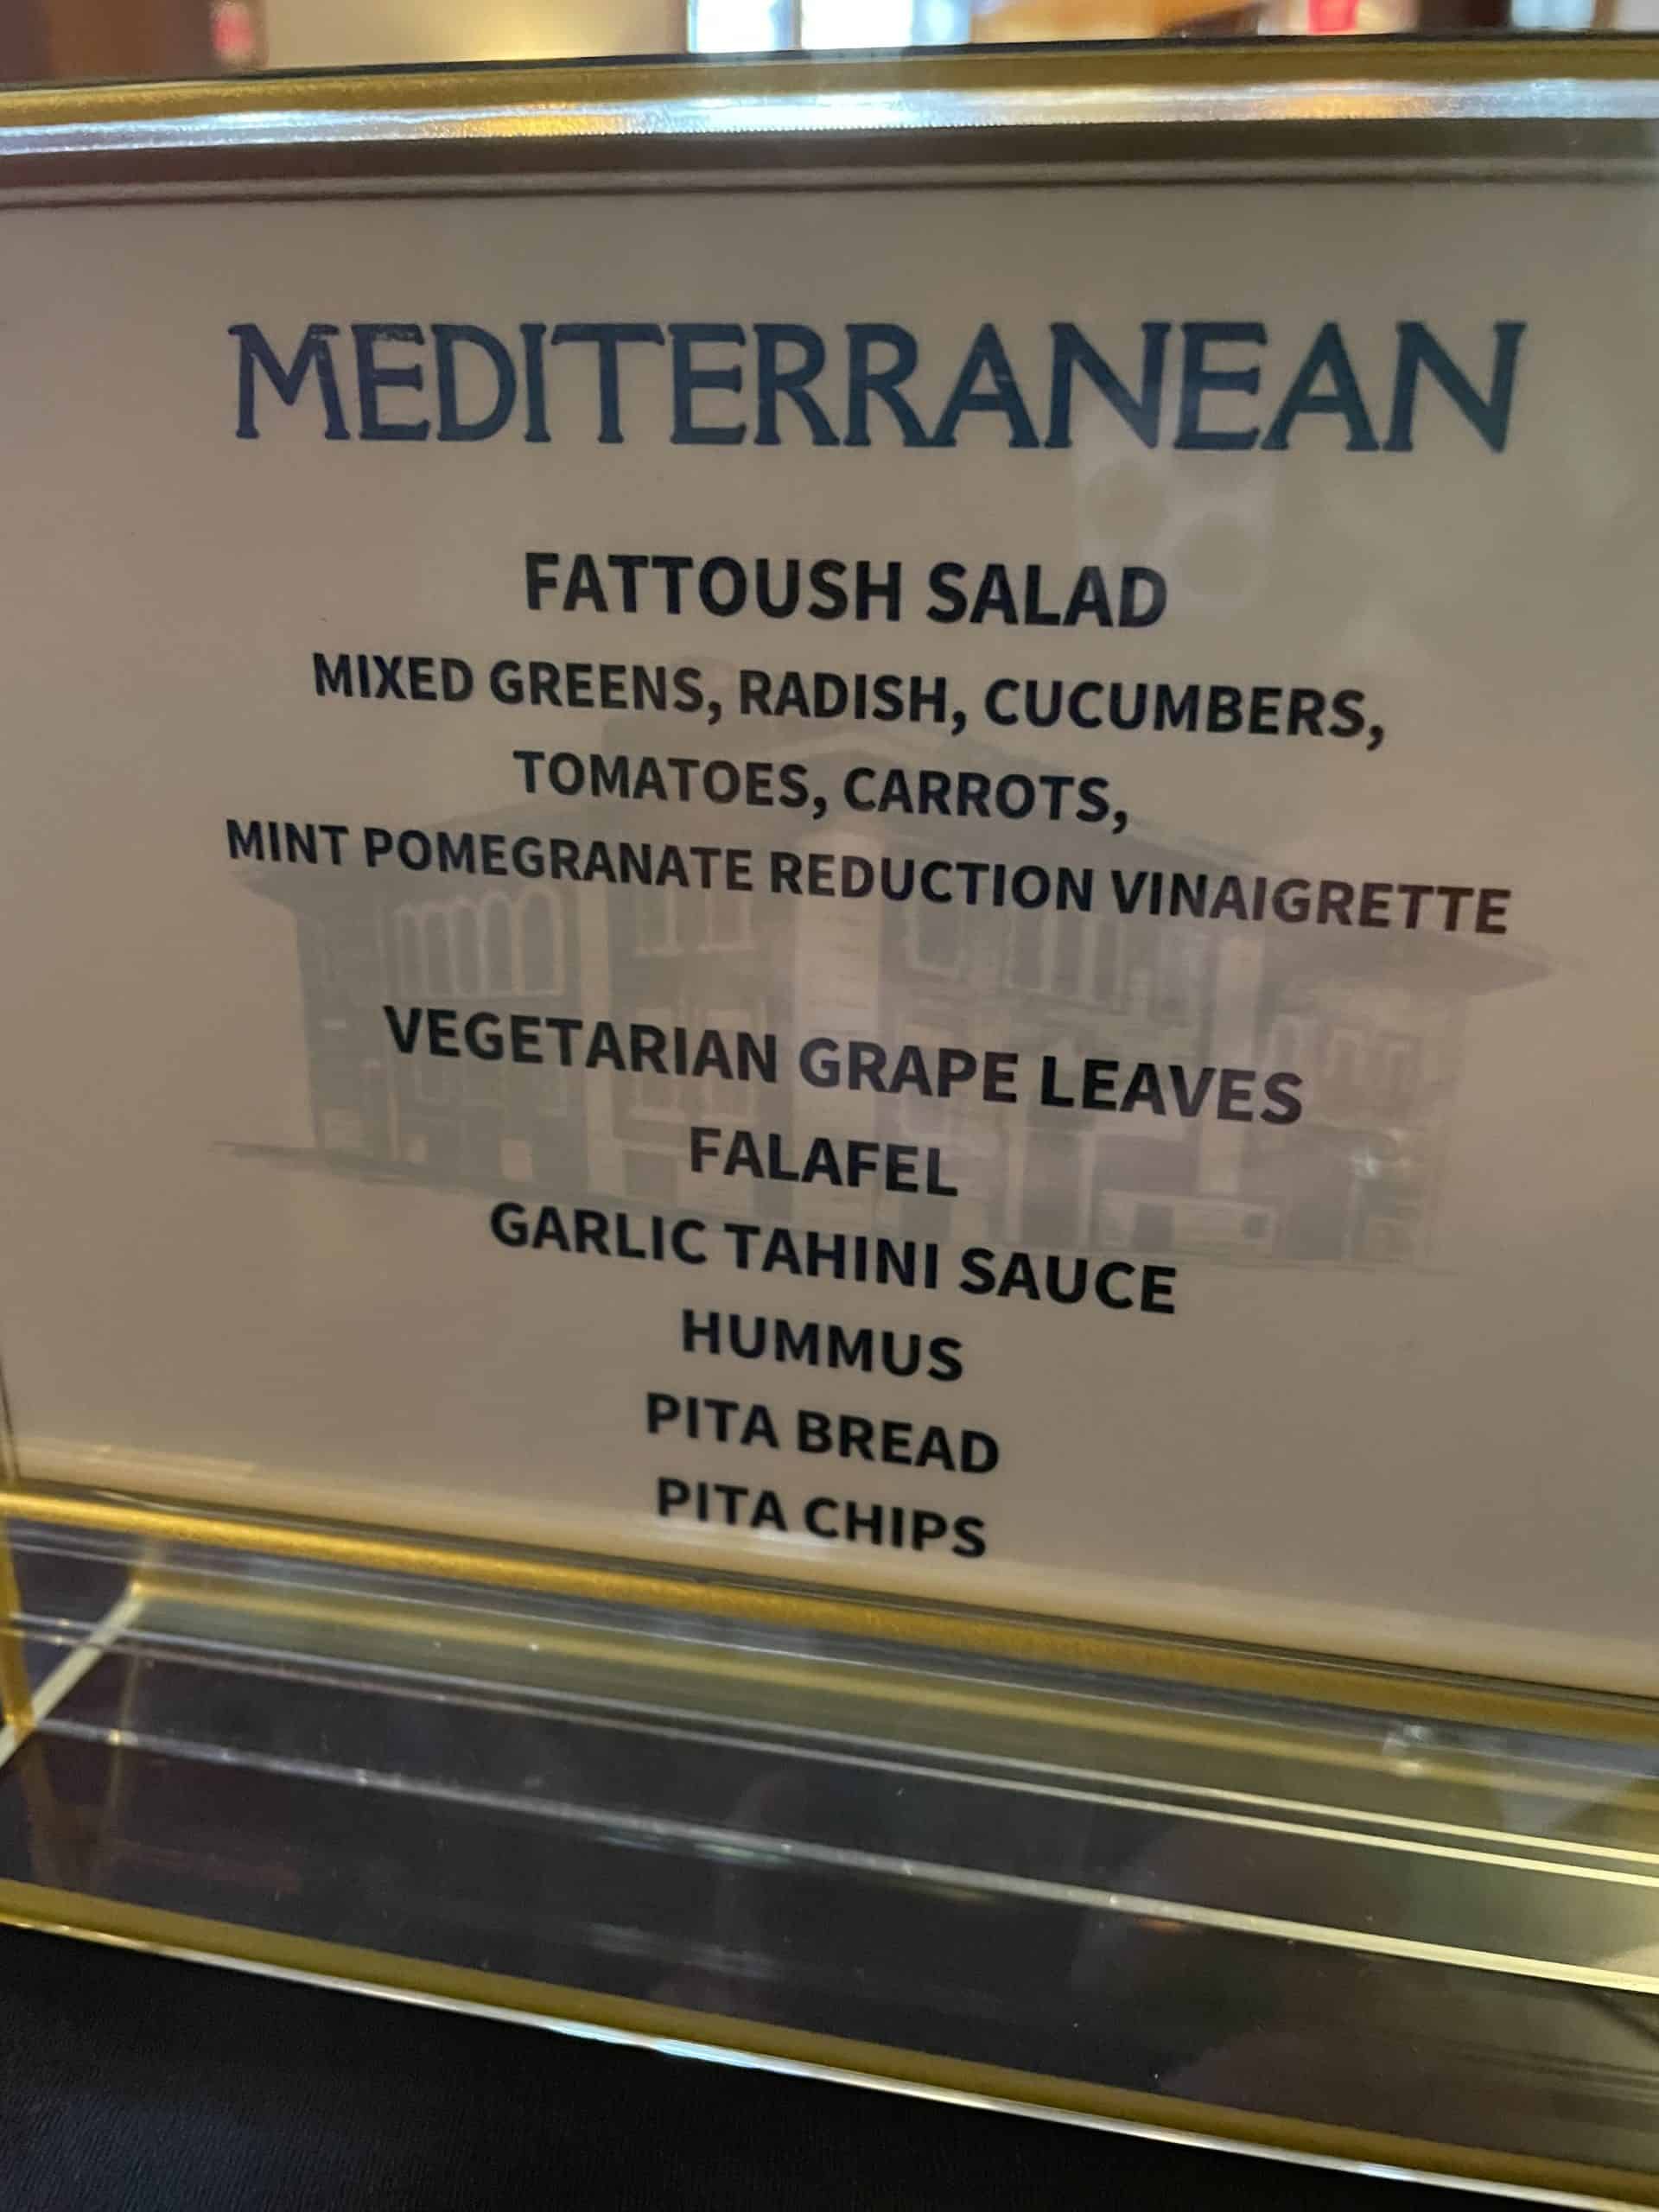 MEDITERRANEAN
FATTOUSH SALAD
MIXED GREENS, RADISH, CUCUMBERS,
TOMATOES, CARROTS,
MINT POMEGRANATE REDUCTION VINAIGRETTE
VEGETARIAN GRAPE LEAVES
FALAFEL
GARLIC TAHINI SAUCE
HUMMUS
PITA BREAD
PITA CHIPS